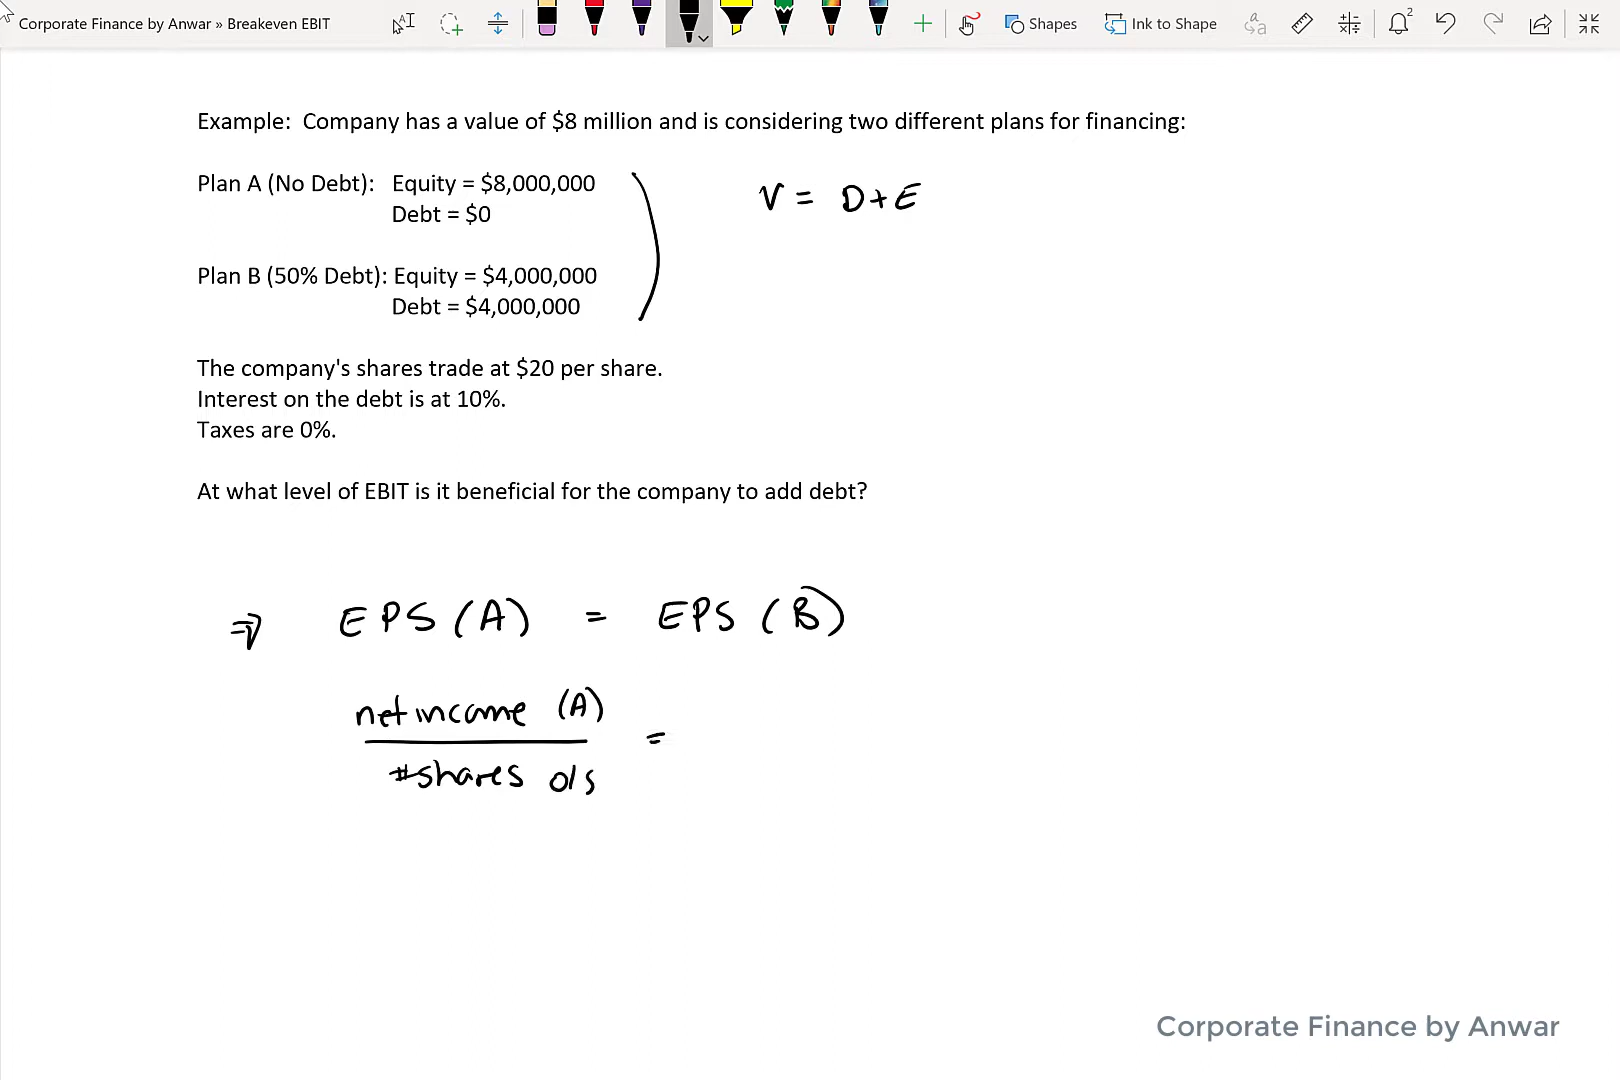 Corporate Finance by Anwar » Breakeven EBIT
Shapes
Ink to Shape
2
Example: Company has a value of $8 million and is considering two different plans for financing:
Plan A (No Debt): Equity = $8,000,000
Debt = $0
V = D+E
Plan B (50% Debt): Equity = $4,000,000
Debt = $4,000,000
The company's shares trade at $20 per share.
Interest on the debt is at 10%.
Taxes are 0%.
At what level of EBIT is it beneficial for the company to add debt?
⇒ EPS (A) = EPS (B)
net income (A)
=
#shares o/s
Corporate Finance by Anwar